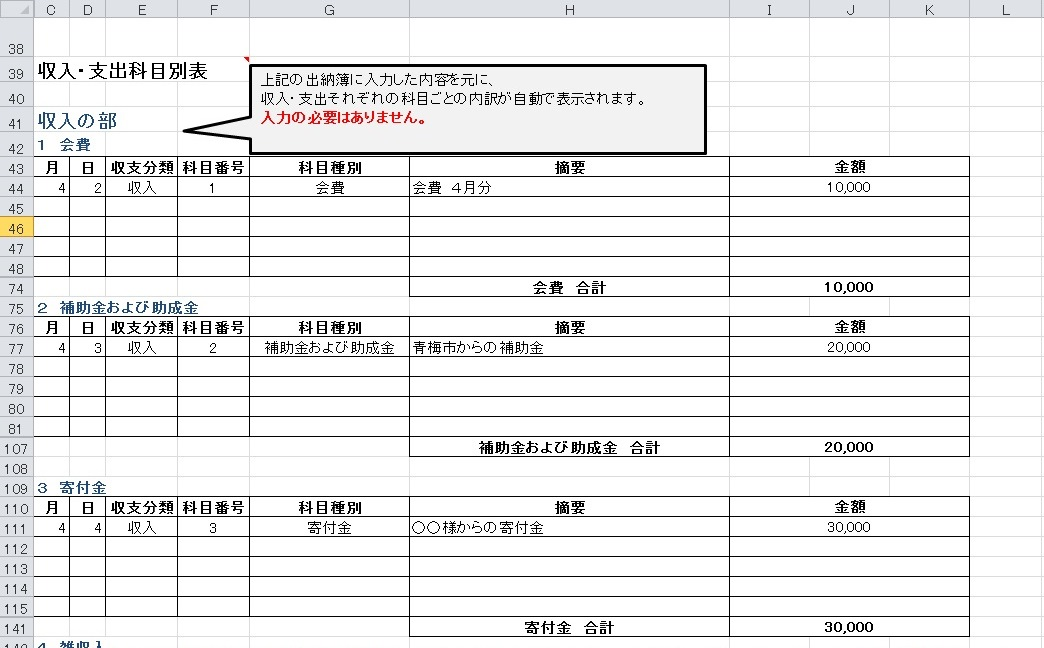 C D E F G H I J K L
38
39 収入・支出科目別表
上記の出納簿に入力した内容を元に、
収入・支出それぞれの科目ごとの内訳が自動で表示されます。
入力の必要はありません。
40
41 収入の部
42 1 会費
43 月 日 収支分類 科目番号 科目種別 摘要 金額
44 4 2 収入 1 会費 会費 4月分 10,000
45
46
47
48
74 会費 合計 10,000
75 2 補助金および助成金
76 月 日 収支分類 科目番号 科目種別 摘要 金額
77 4 3 収入 2 補助金および助成金 青梅市からの補助金 20,000
78
79
80
81
107 補助金および助成金 合計 20,000
108
109 3 寄付金
110 月 日 収支分類 科目番号 科目種別 摘要 金額
111 4 4 収入 3 寄付金 〇〇様からの寄付金 30,000
112
113
114
115
141 寄付金 合計 30,000
4 雑収入